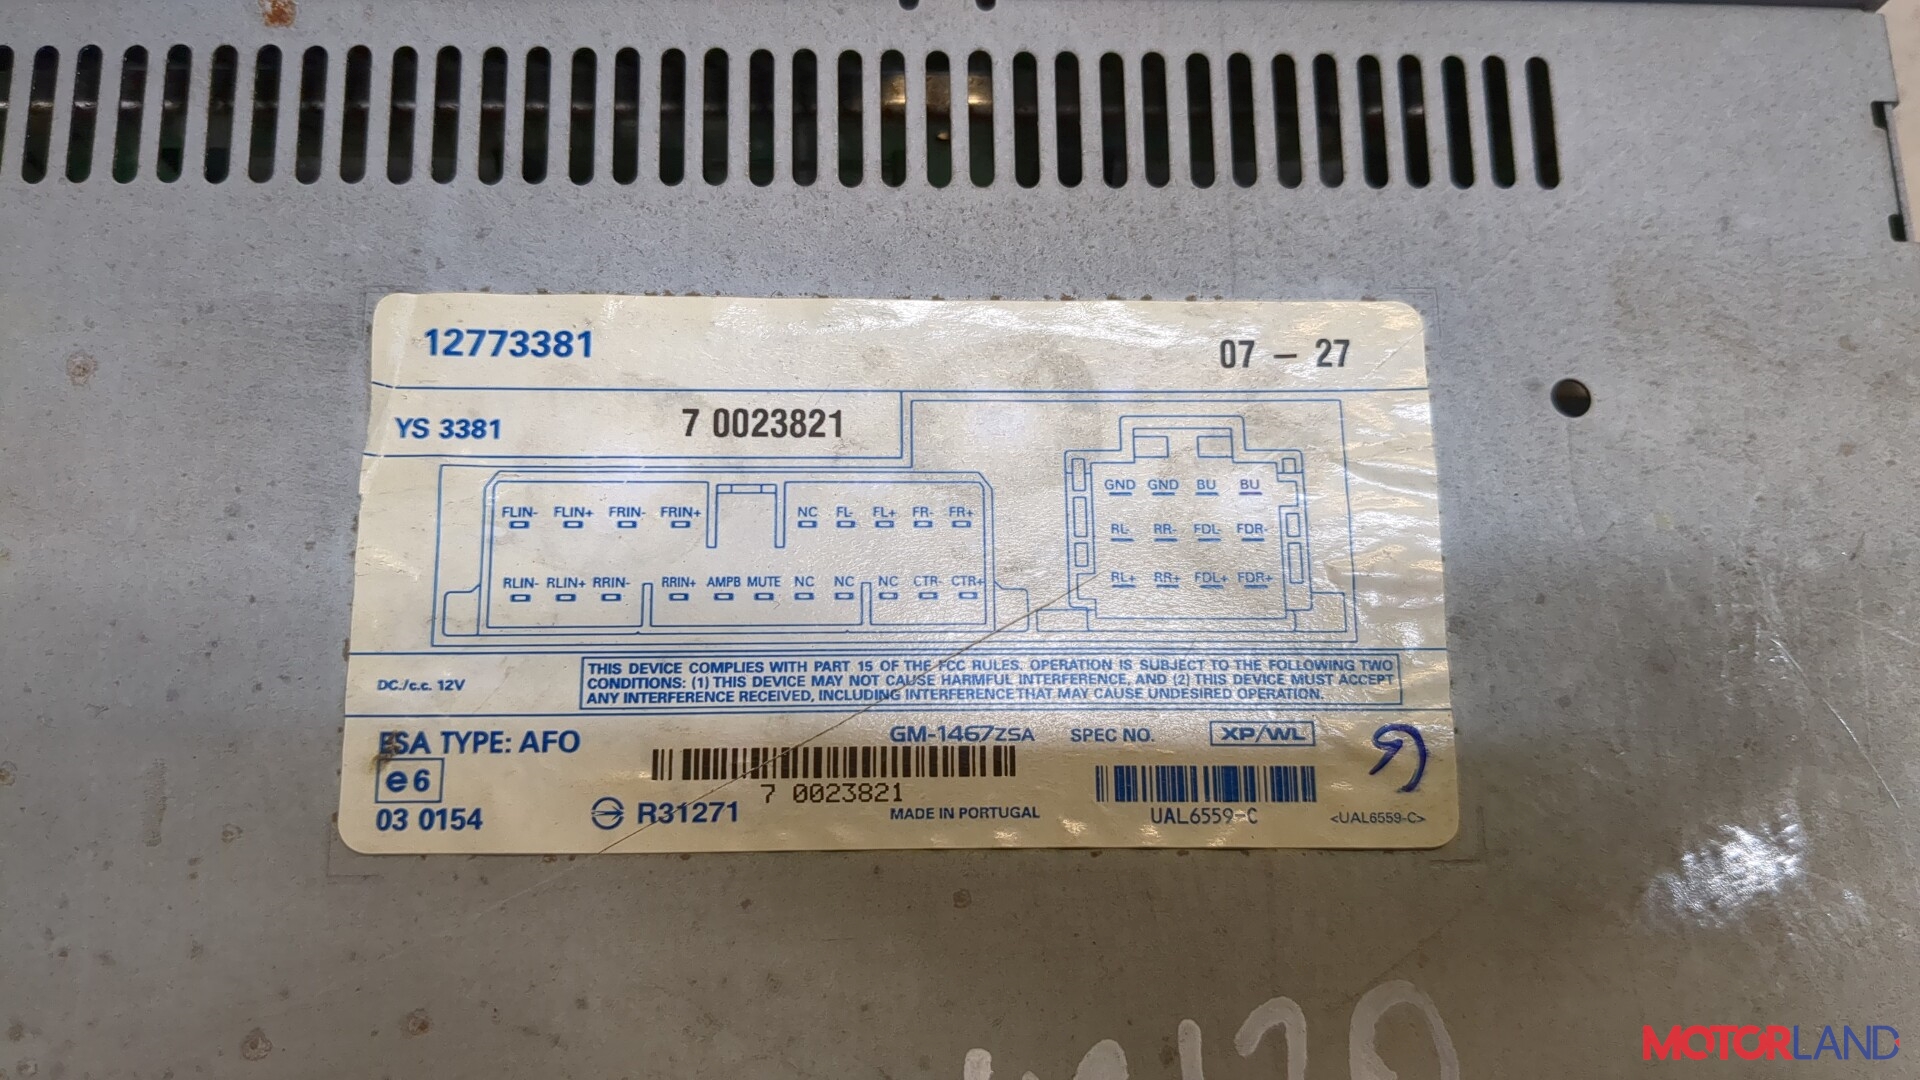 12773381
07 – 27
YS 3381
7 0023821
FLIN- FLIN+ FRIN- FRIN+ NC FL- FL+ FR- FR+
RLIN- RLIN+ RRIN- RRIN+ AMPB MUTE NC NC NC CTR- CTR+
GND GND BU BU
RL- RR- FDL- FDR-
RL+ RR+ FDL+ FDR+
DC./c.c. 12V
THIS DEVICE COMPLIES WITH PART 15 OF THE FCC RULES. OPERATION IS SUBJECT TO THE FOLLOWING TWO
CONDITIONS: (1) THIS DEVICE MAY NOT CAUSE HARMFUL INTERFERENCE, AND (2) THIS DEVICE MUST ACCEPT
ANY INTERFERENCE RECEIVED, INCLUDING INTERFERENCE THAT MAY CAUSE UNDESIRED OPERATION.
ESA TYPE: AFO
GM-1467ZSA SPEC NO. XP/WL
e6
7 0023821
03 0154
R31271
MADE IN PORTUGAL
UAL6559-C
<UAL6559-C>
MOTORLAND